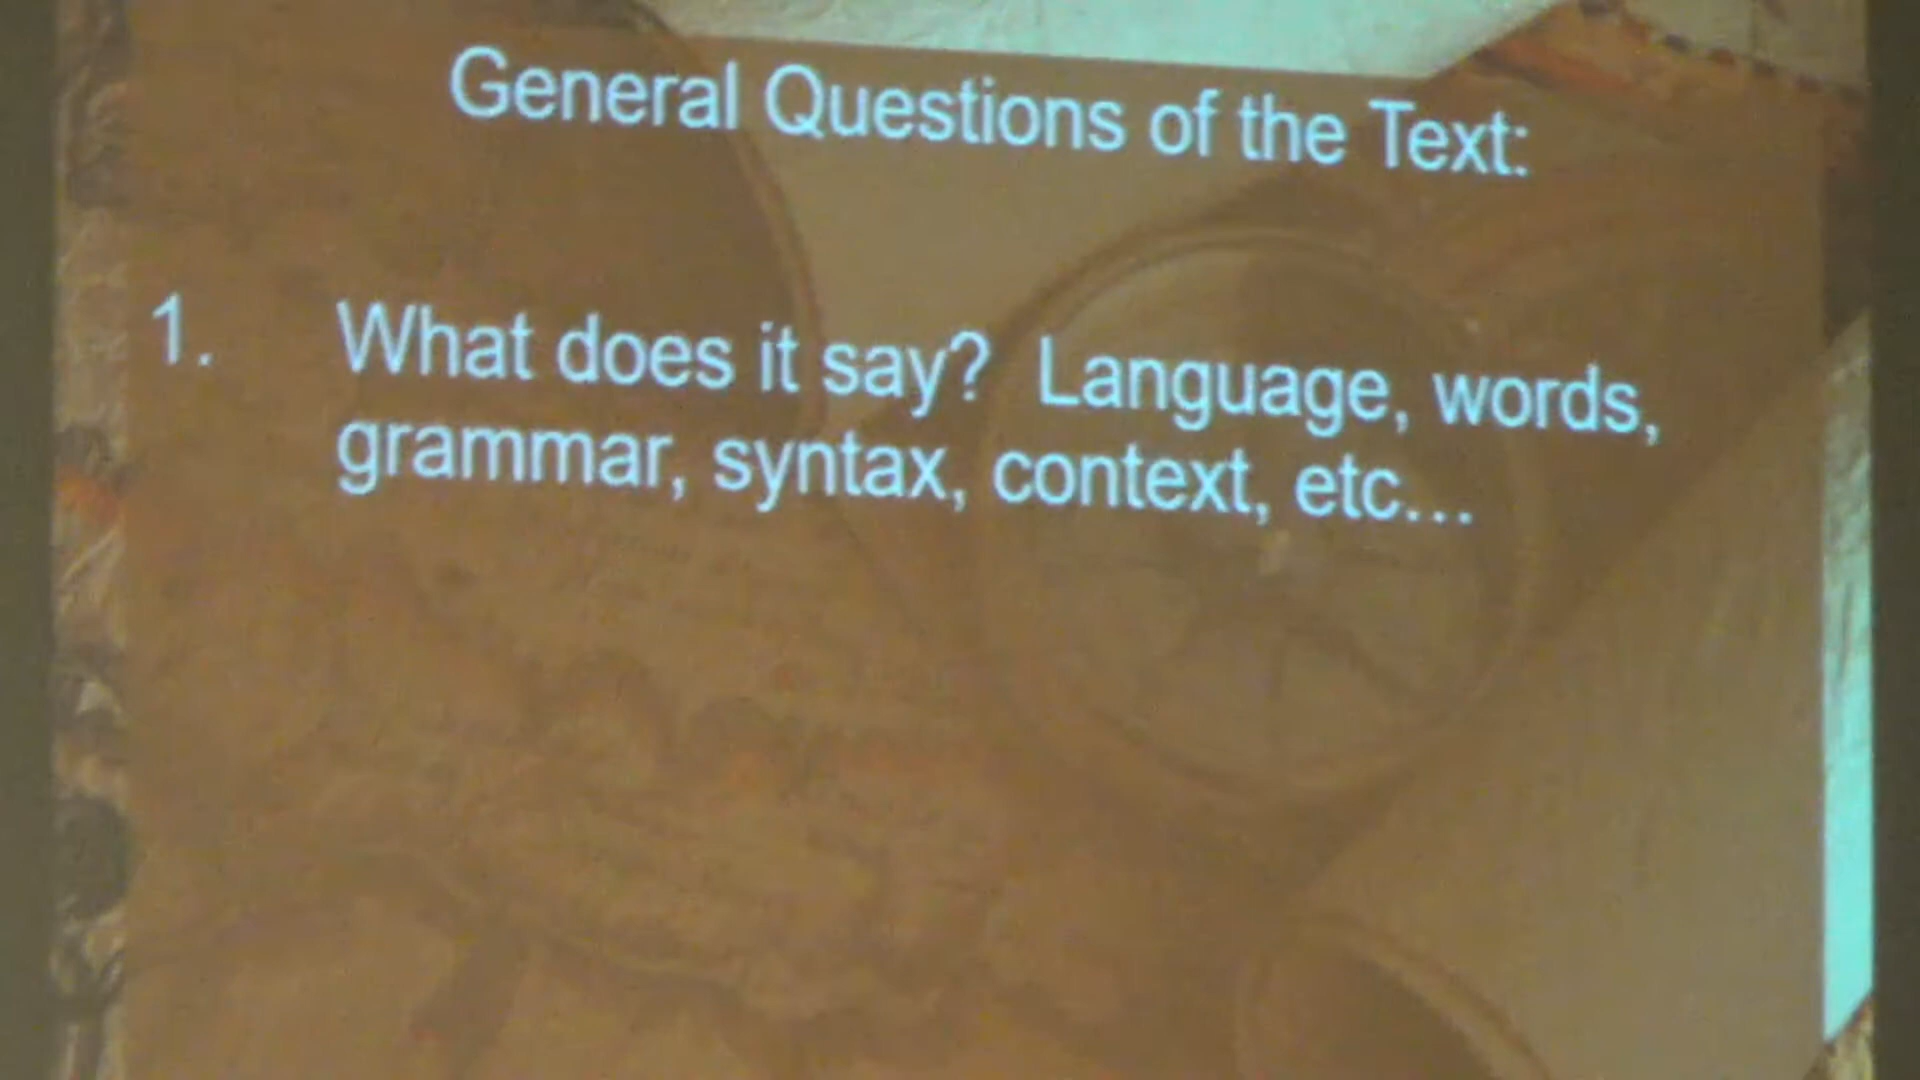 General Questions of the Text:
1. What does it say? Language, words,
grammar, syntax, context, etc...